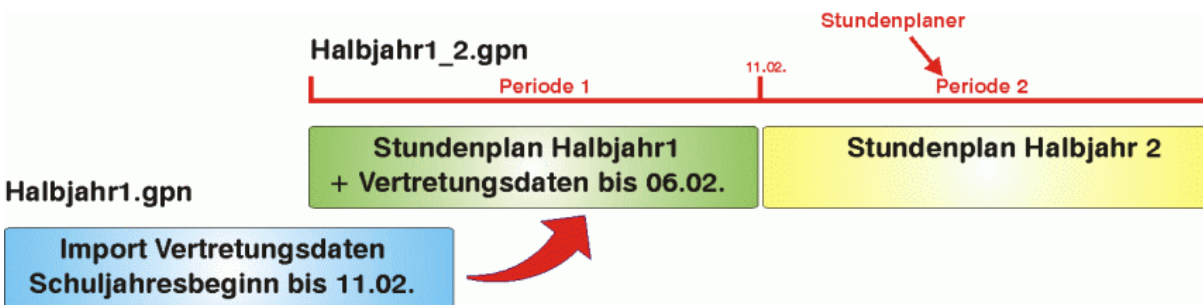 Stundenplaner
Halbjahr1_2.gpn
11.02.
Periode 1
Periode 2
Stundenplan Halbjahr1
+ Vertretungsdaten bis 06.02.
Stundenplan Halbjahr 2
Halbjahr1.gpn
Import Vertretungsdaten
Schuljahresbeginn bis 11.02.